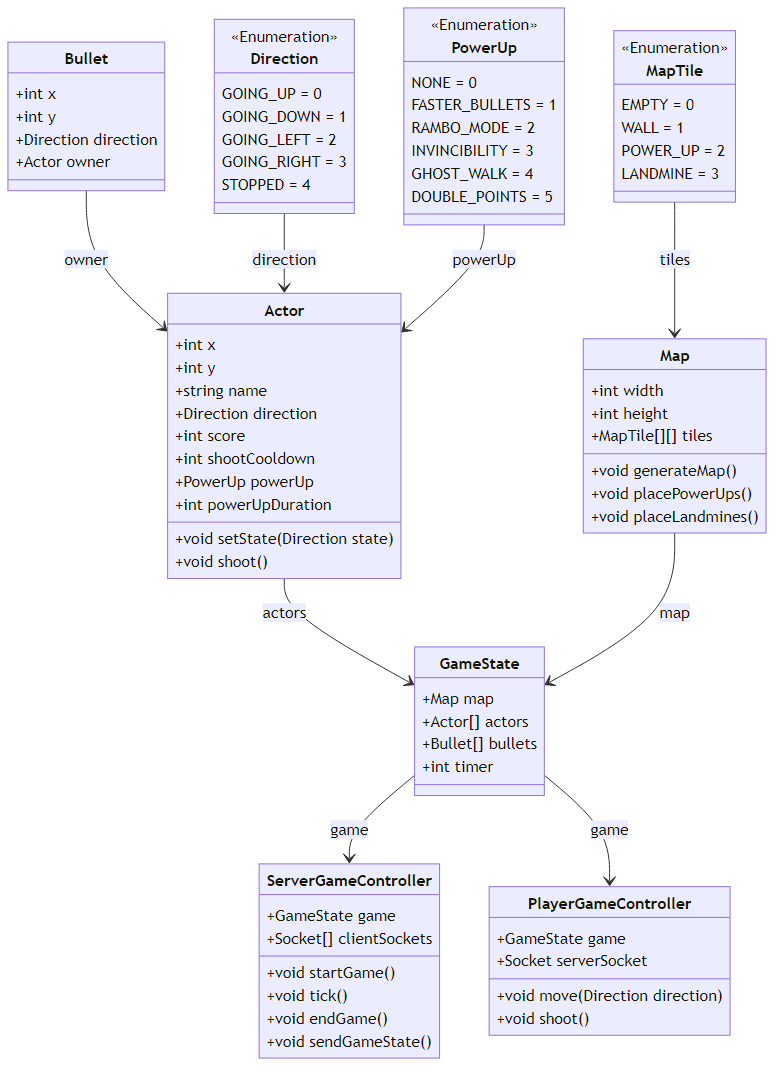 Bullet
+int x
+int y
+Direction direction
+Actor owner
«Enumeration»
Direction
GOING_UP = 0
GOING_DOWN = 1
GOING_LEFT = 2
GOING_RIGHT = 3
STOPPED = 4
«Enumeration»
PowerUp
NONE = 0
FASTER_BULLETS = 1
RAMBO_MODE = 2
INVINCIBILITY = 3
GHOST_WALK = 4
DOUBLE_POINTS = 5
«Enumeration»
MapTile
EMPTY = 0
WALL = 1
POWER_UP = 2
LANDMINE = 3
owner
direction
powerUp
tiles
Actor
+int x
+int y
+string name
+Direction direction
+int score
+int shootCooldown
+PowerUp powerUp
+int powerUpDuration
+void setState(Direction state)
+void shoot()
Map
+int width
+int height
+MapTile[][] tiles
+void generateMap()
+void placePowerUps()
+void placeLandmines()
actors
map
GameState
+Map map
+Actor[] actors
+Bullet[] bullets
+int timer
game
game
ServerGameController
+GameState game
+Socket[] clientSockets
+void startGame()
+void tick()
+void endGame()
+void sendGameState()
PlayerGameController
+GameState game
+Socket serverSocket
+void move(Direction direction)
+void shoot()